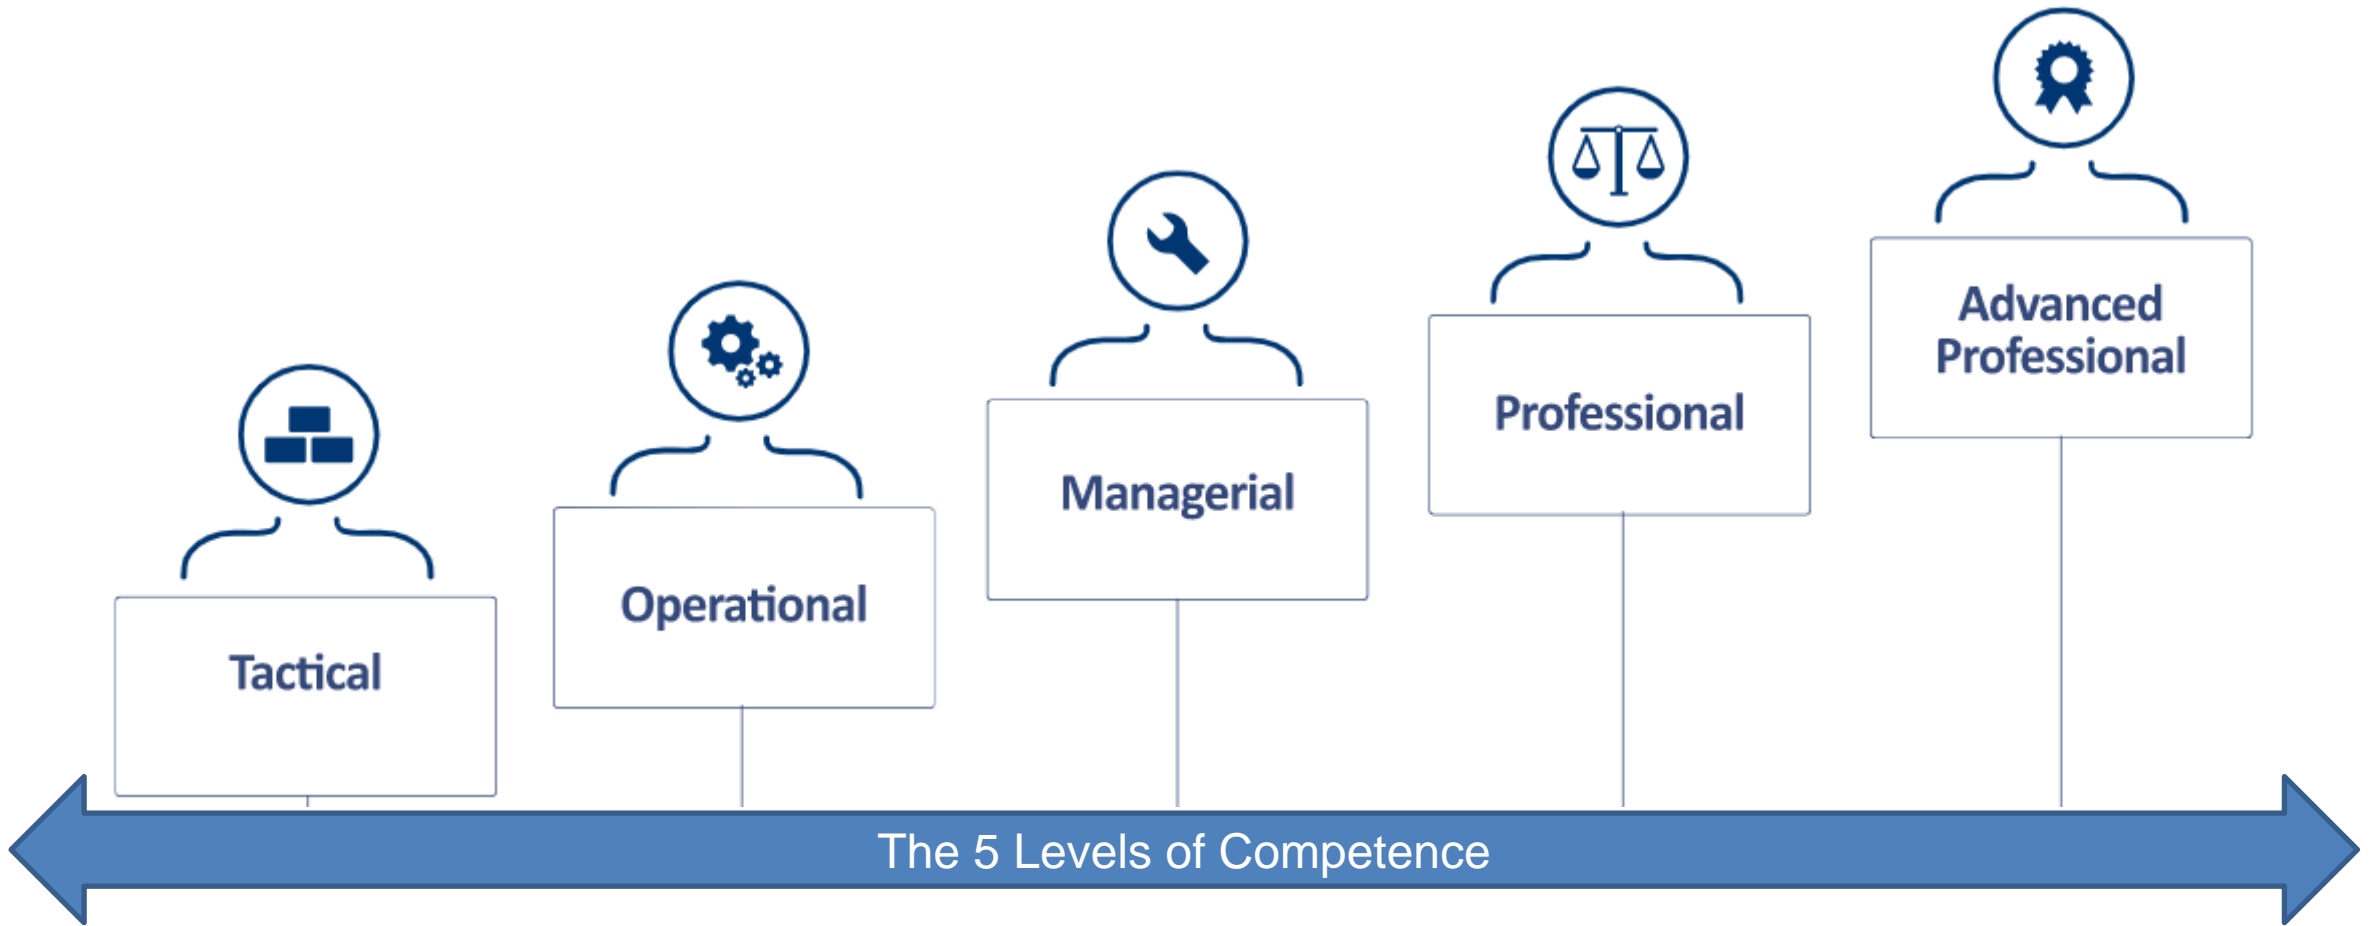 Tactical
Operational
Managerial
Professional
Advanced
Professional
The 5 Levels of Competence